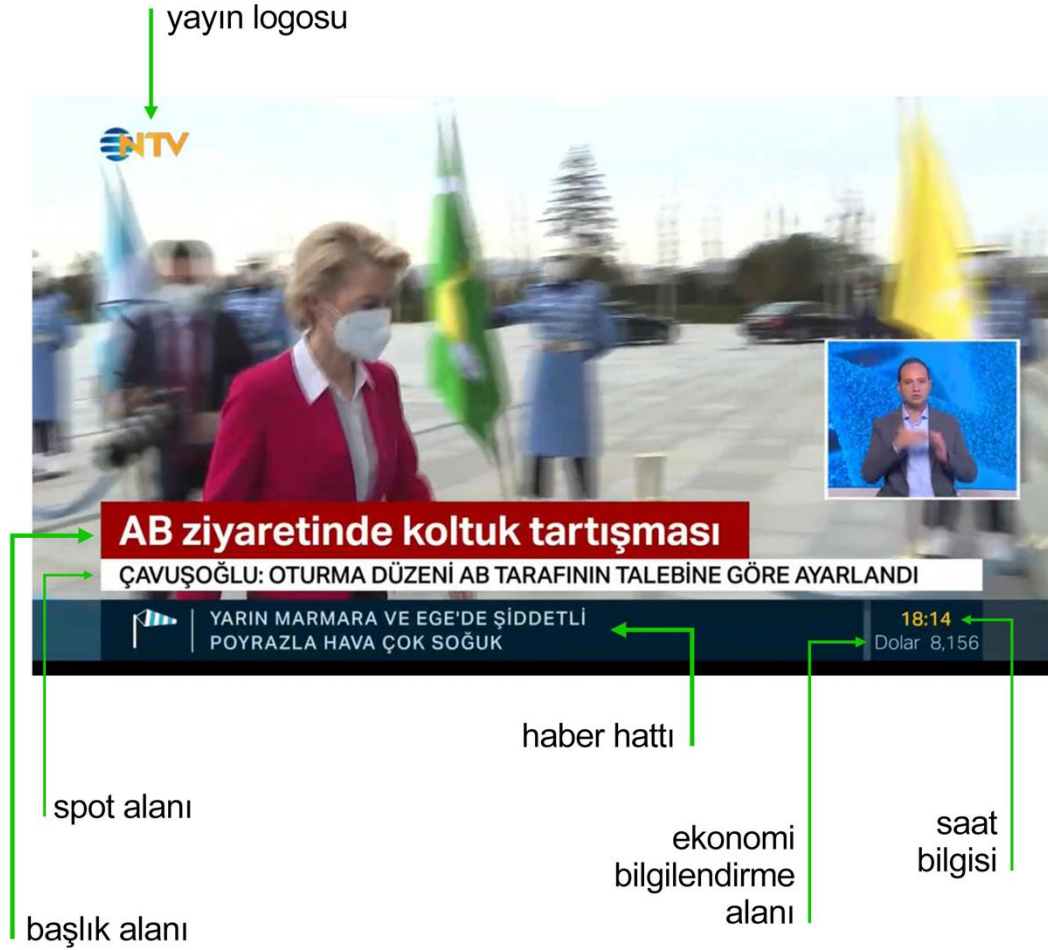 yayın logosu
NTV
AB ziyaretinde koltuk tartışması
ÇAVUŞOĞLU: OTURMA DÜZENİ AB TARAFININ TALEBİNE GÖRE AYARLANDI
YARIN MARMARA VE EGE'DE ŞİDDETLİ
POYRAZLA HAVA ÇOK SOĞUK
18:14
Dolar 8,156
haber hattı
spot alanı
ekonomi
bilgilendirme
alanı
saat
bilgisi
başlık alanı